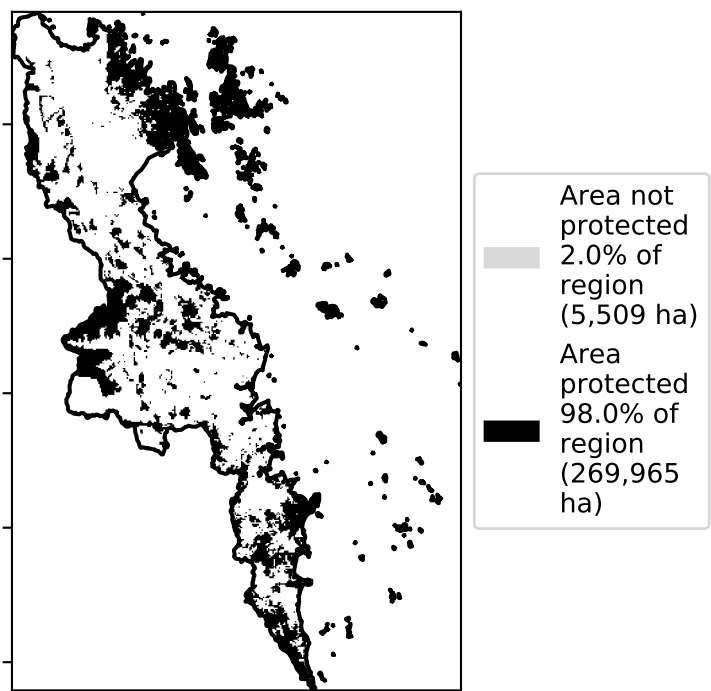 Area not
protected
2.0% of
region
(5,509 ha)
Area
protected
98.0% of
region
(269,965
ha)